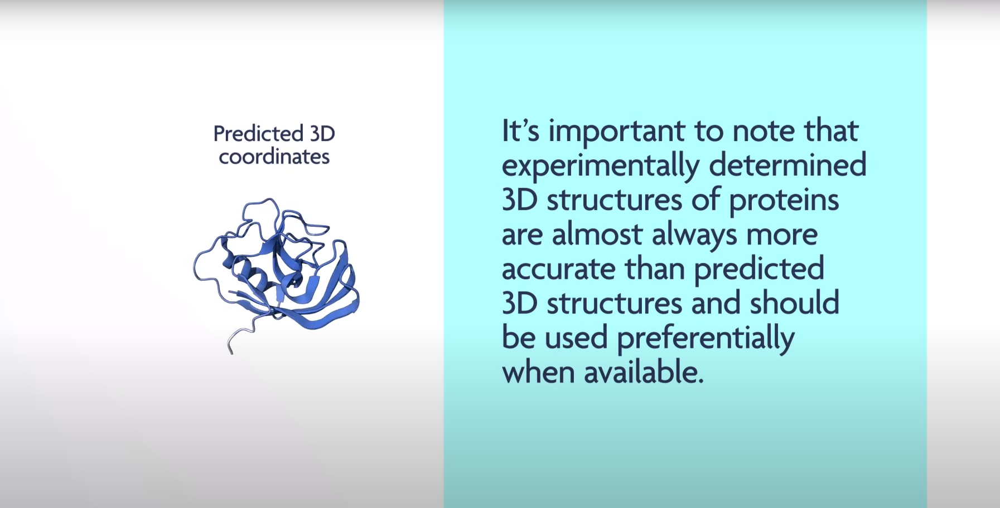 Predicted 3D
coordinates
It’s important to note that
experimentally determined
3D structures of proteins
are almost always more
accurate than predicted
3D structures and should
be used preferentially
when available.